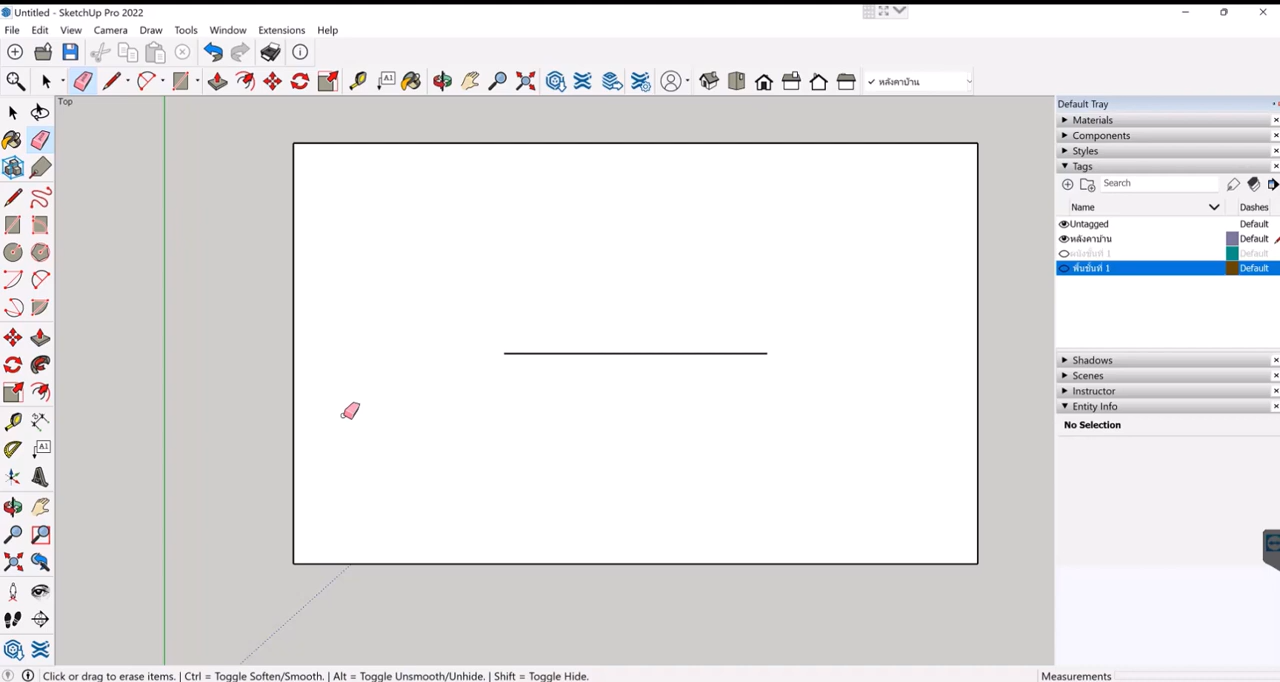 Untitled - SketchUp Pro 2022
File Edit View Camera Draw Tools Window Extensions Help
A1 ✓ หลังคาบ้าน
Top
Default Tray
Materials
Components
Styles
Tags
Search
Name Dashes
Untagged Default
หลังคาบ้าน Default
ผนังชั้นที่ 1 Default
พื้นชั้นที่ 1 Default
Shadows
Scenes
Instructor
Entity Info
No Selection
A1
Click or drag to erase items. | Ctrl = Toggle Soften/Smooth. | Alt = Toggle Unsmooth/Unhide. | Shift = Toggle Hide. Measurements